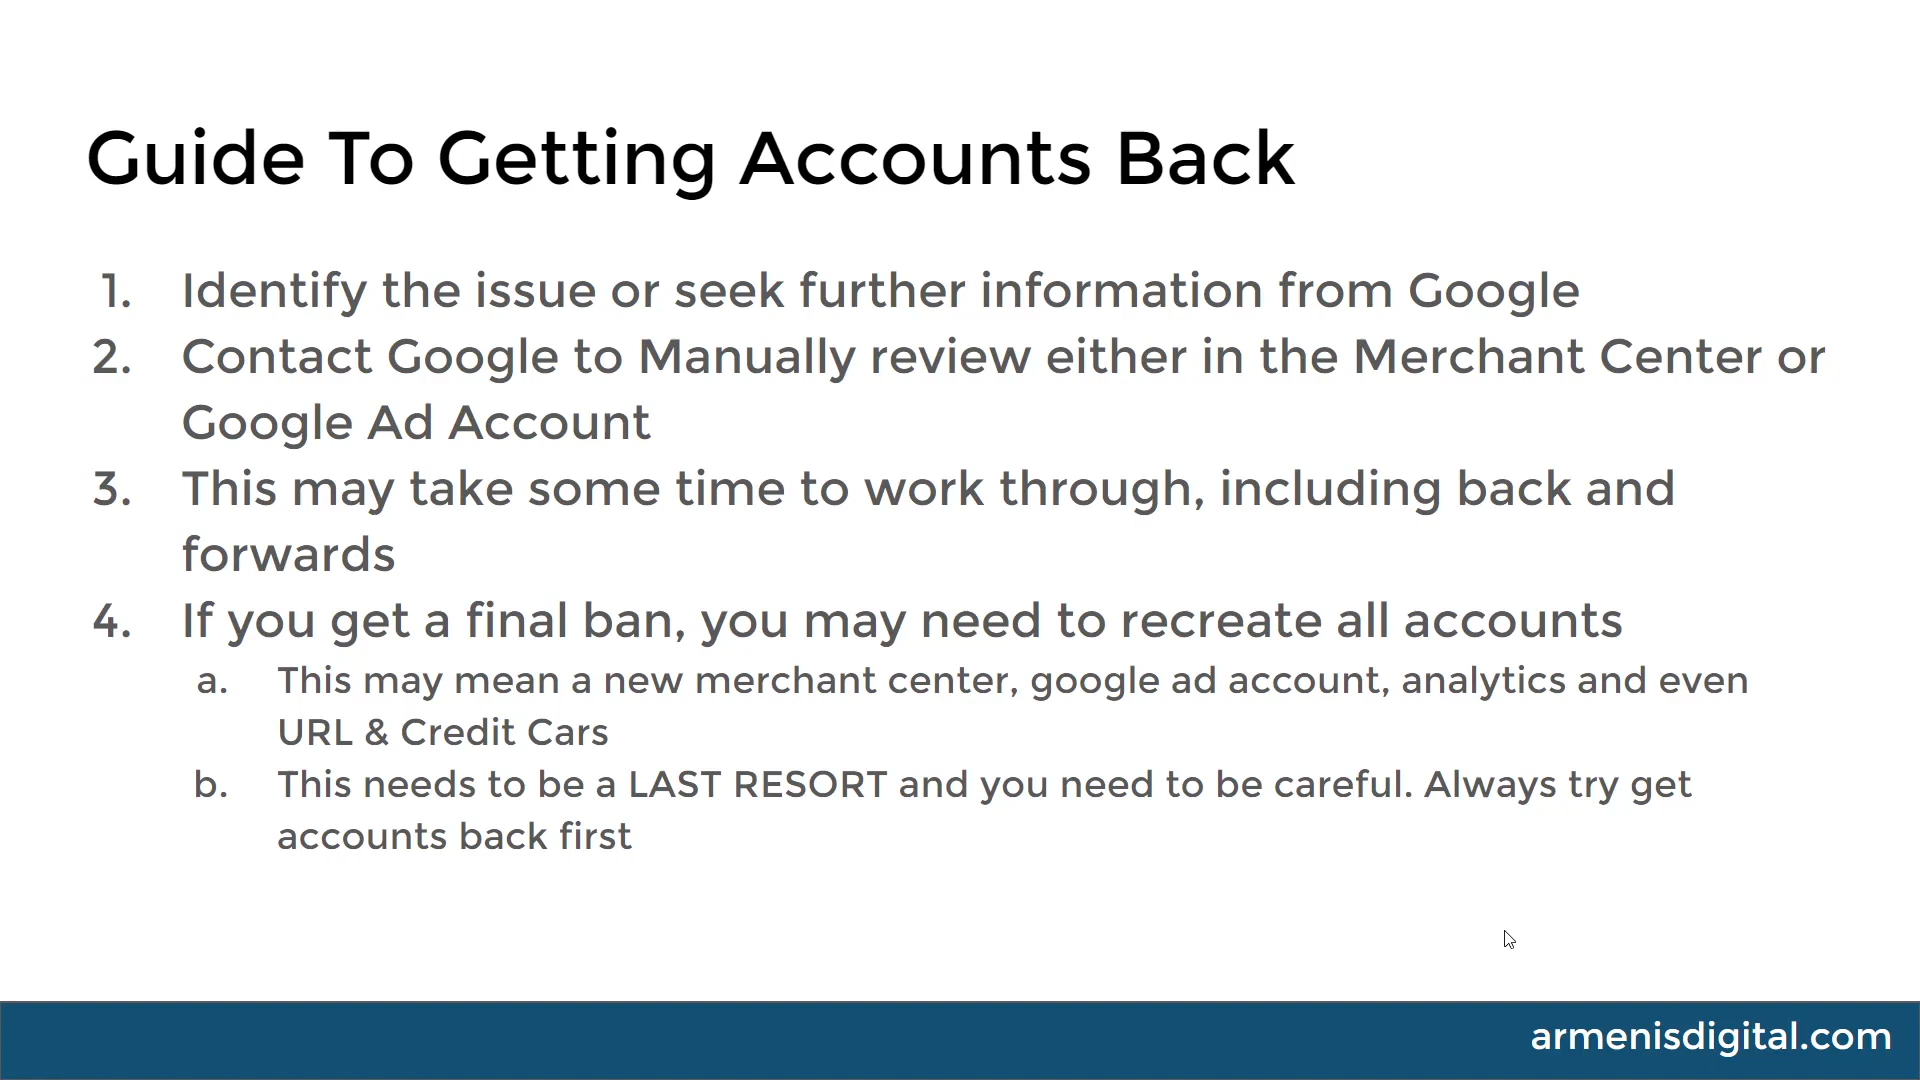 Guide To Getting Accounts Back
1. Identify the issue or seek further information from Google
2. Contact Google to Manually review either in the Merchant Center or
Google Ad Account
3. This may take some time to work through, including back and
forwards
4. If you get a final ban, you may need to recreate all accounts
a. This may mean a new merchant center, google ad account, analytics and even
URL & Credit Cars
b. This needs to be a LAST RESORT and you need to be careful. Always try get
accounts back first
armenisdigital.com